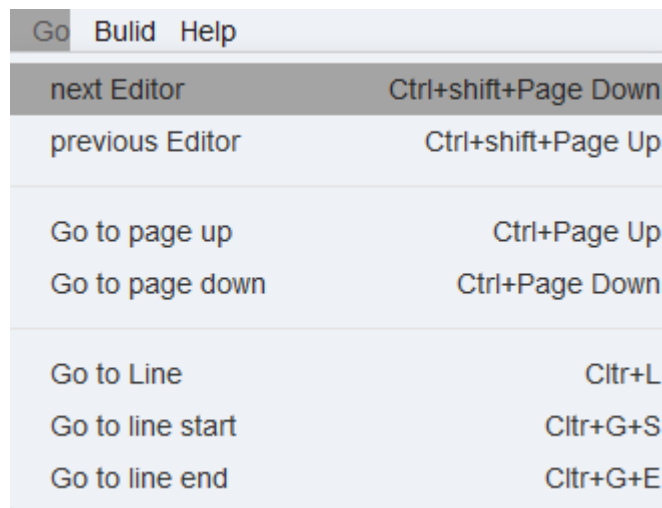 Go Bulid Help
next Editor Ctrl+shift+Page Down
previous Editor Ctrl+shift+Page Up
Go to page up Ctrl+Page Up
Go to page down Ctrl+Page Down
Go to Line Cltr+L
Go to line start Cltr+G+S
Go to line end Cltr+G+E